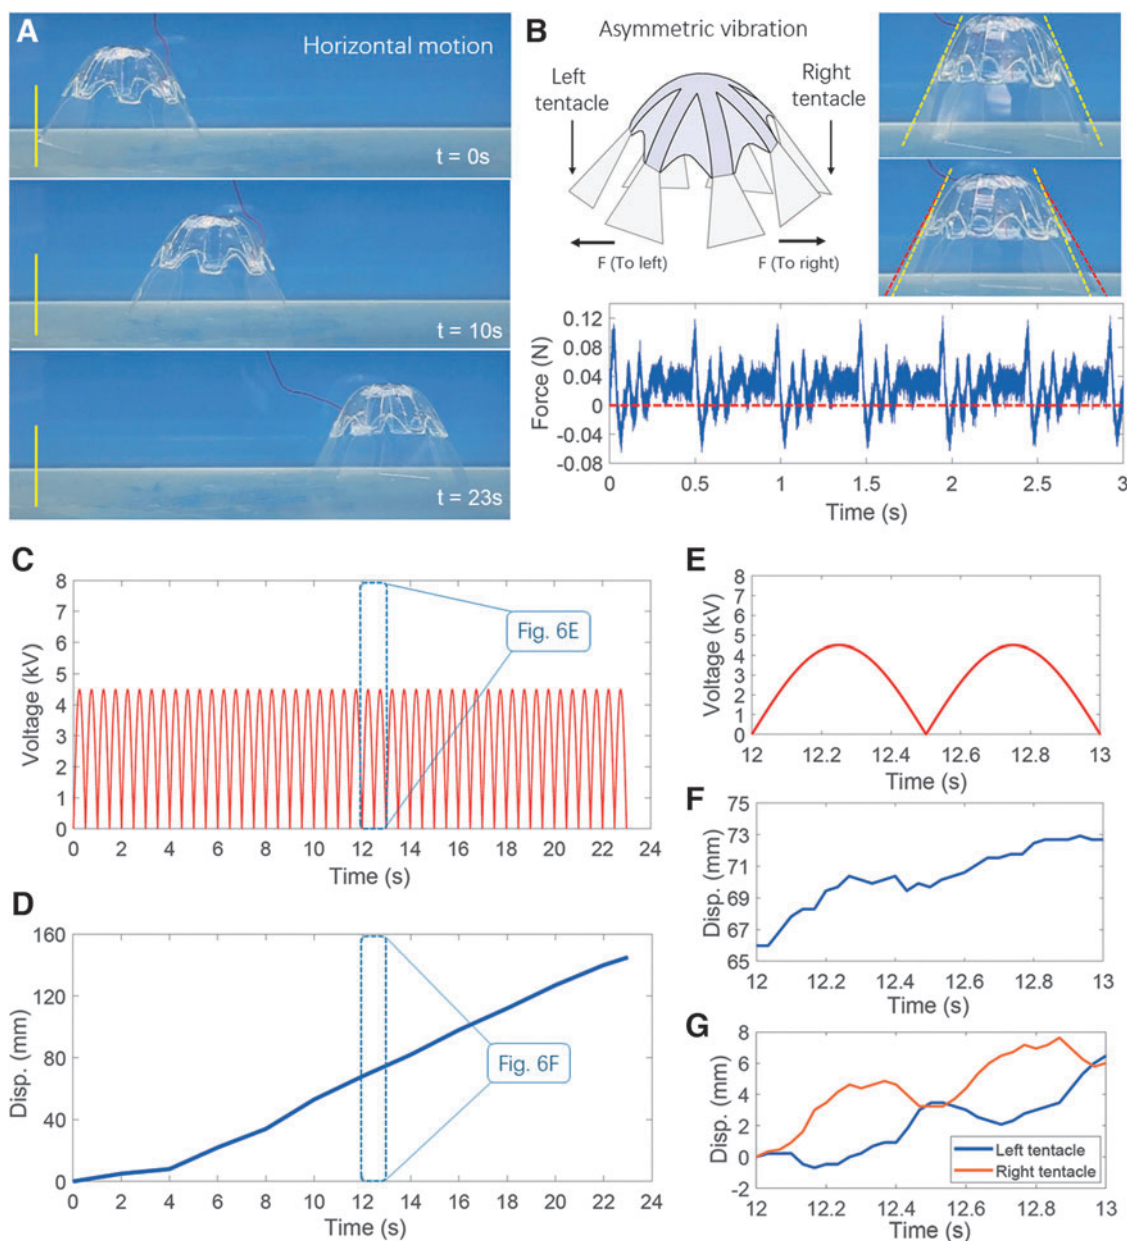 A
Horizontal motion
t = 0s
t = 10s
t = 23s
B
Asymmetric vibration
Left
tentacle
Right
tentacle
F (To left)
F (To right)
Force (N)
0.12
0.08
0.04
0
-0.04
-0.08
0 0.5 1 1.5 2 2.5 3
Time (s)
C
Voltage (kV)
8
7
6
5
4
3
2
1
0
Fig. 6E
0 2 4 6 8 10 12 14 16 18 20 22 24
Time (s)
D
Disp. (mm)
160
120
80
40
0
Fig. 6F
0 2 4 6 8 10 12 14 16 18 20 22 24
Time (s)
E
Voltage (kV)
8
7
6
5
4
3
2
1
0
12 12.2 12.4 12.6 12.8 13
Time (s)
F
Disp. (mm)
75
73
71
69
67
65
12 12.2 12.4 12.6 12.8 13
Time (s)
G
Disp. (mm)
8
6
4
2
0
-2
Left tentacle
Right tentacle
12 12.2 12.4 12.6 12.8 13
Time (s)